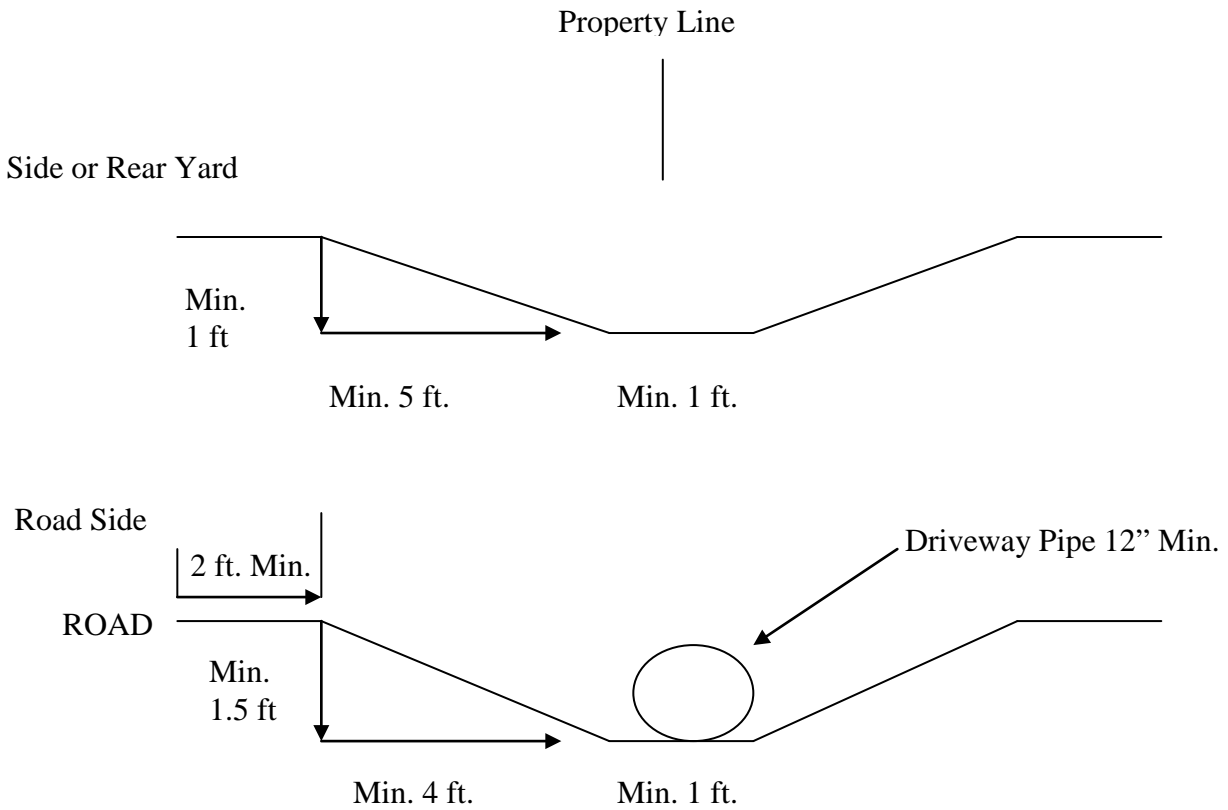 Property Line
Side or Rear Yard
Min.
1 ft
Min. 5 ft.
Min. 1 ft.
Road Side
2 ft. Min.
Driveway Pipe 12” Min.
ROAD
Min.
1.5 ft
Min. 4 ft.
Min. 1 ft.